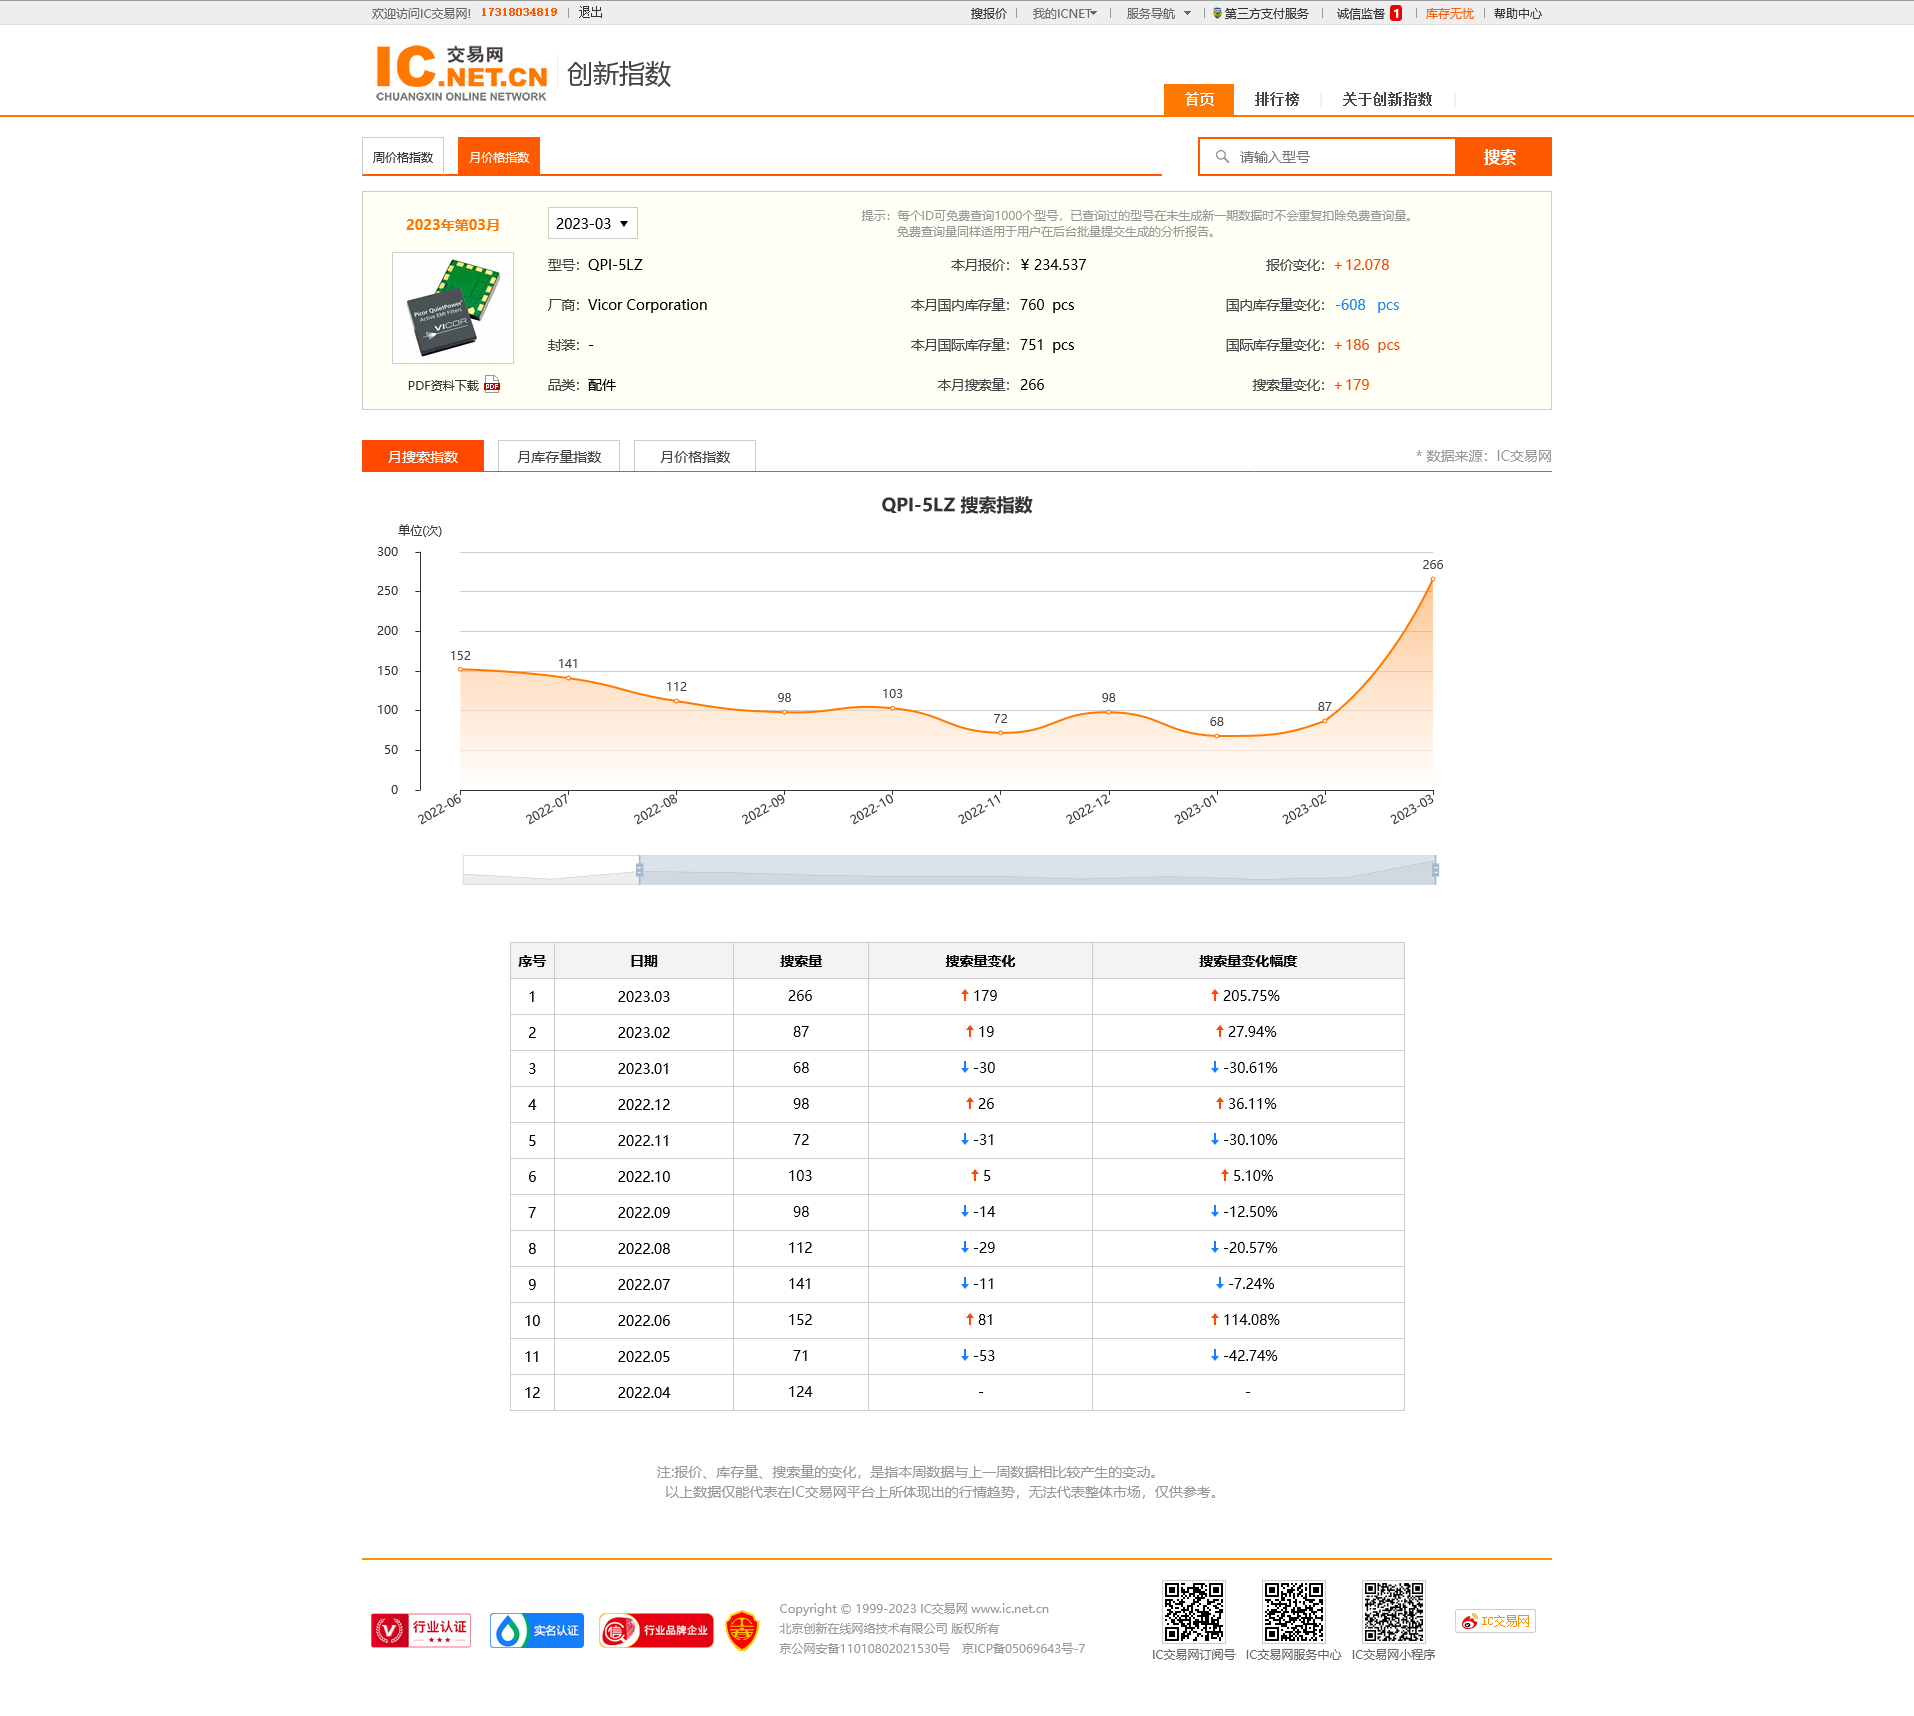 欢迎访问IC交易网! 17318034819 | 退出 搜报价 | 我的ICNET | 服务导航 | 第三方支付服务 | 诚信监督 1 | 库存无忧 | 帮助中心
IC 交易网 .NET.CN 创新指数
CHUANGXIN ONLINE NETWORK
首页 排行榜 关于创新指数
周价格指数 月价格指数 请输入型号 搜索
2023年第03月 2023-03 提示：每个ID可免费查询1000个型号，已查询过的型号在未生成新一期数据时不会重复扣除免费查询量。
免费查询量同样适用于用户在后台批量提交生成的分析报告。
型号：QPI-5LZ 本月报价：¥ 234.537 报价变化：+12.078
厂商：Vicor Corporation 本月国内库存量：760 pcs 国内库存量变化：-608 pcs
封装：- 本月国际库存量：751 pcs 国际库存量变化：+186 pcs
品类：配件 本月搜索量：266 搜索量变化：+179
Picor QuietPower
Active EMI Filters
VICOR
PDF资料下载 PDF
月搜索指数 月库存量指数 月价格指数 * 数据来源：IC交易网
QPI-5LZ 搜索指数
单位(次)
300
250
200
150
100
50
0
152 141 112 98 103 72 98 68 87 266
2022-06 2022-07 2022-08 2022-09 2022-10 2022-11 2022-12 2023-01 2023-02 2023-03
序号 日期 搜索量 搜索量变化 搜索量变化幅度
1 2023.03 266 ↑ 179 ↑ 205.75%
2 2023.02 87 ↑ 19 ↑ 27.94%
3 2023.01 68 ↓ -30 ↓ -30.61%
4 2022.12 98 ↑ 26 ↑ 36.11%
5 2022.11 72 ↓ -31 ↓ -30.10%
6 2022.10 103 ↑ 5 ↑ 5.10%
7 2022.09 98 ↓ -14 ↓ -12.50%
8 2022.08 112 ↓ -29 ↓ -20.57%
9 2022.07 141 ↓ -11 ↓ -7.24%
10 2022.06 152 ↑ 81 ↑ 114.08%
11 2022.05 71 ↓ -53 ↓ -42.74%
12 2022.04 124 - -
注:报价、库存量、搜索量的变化，是指本周数据与上一周数据相比较产生的变动。
以上数据仅能代表在IC交易网平台上所体现出的行情趋势，无法代表整体市场，仅供参考。
行业认证 实名认证 行业品牌企业
Copyright © 1999-2023 IC交易网 www.ic.net.cn
北京创新在线网络技术有限公司 版权所有
京公网安备11010802021530号 京ICP备05069643号-7
IC交易网订阅号 IC交易网服务中心 IC交易网小程序
IC交易网